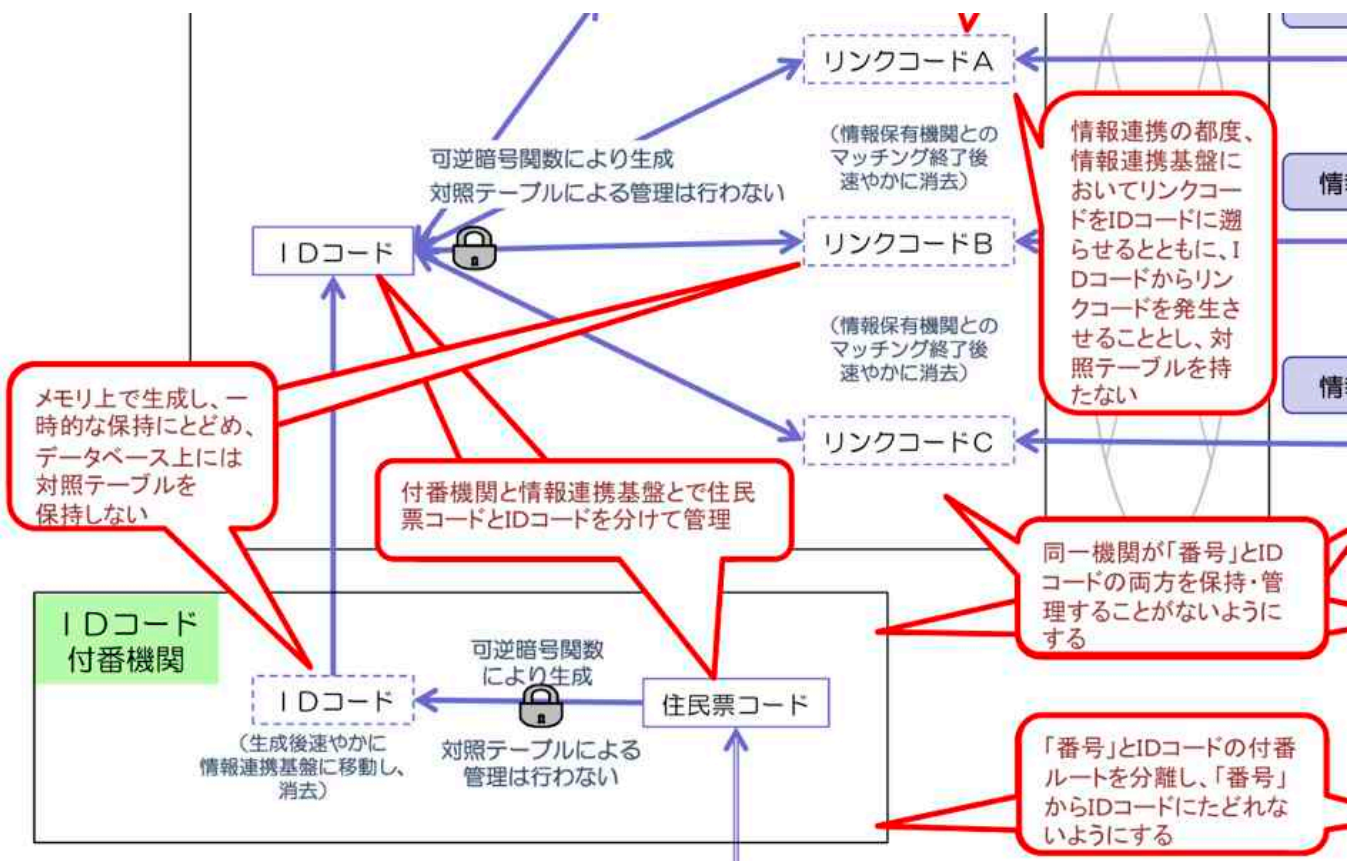 リンクコードA
可逆暗号関数により生成
対照テーブルによる管理は行わない
(情報保有機関との
マッチング終了後
速やかに消去)
情報連携の都度、
情報連携基盤に
おいてリンクコー
ドをIDコードに遡
らせるとともに、I
Dコードからリン
クコードを発生さ
せることとし、対
照テーブルを持
たない
情
IDコード
リンクコードB
(情報保有機関との
マッチング終了後
速やかに消去)
情
メモリ上で生成し、一
時的な保持にとどめ、
データベース上には
対照テーブルを
保持しない
リンクコードC
付番機関と情報連携基盤とで住民
票コードとIDコードを分けて管理
同一機関が「番号」とID
コードの両方を保持・管
理することがないように
する
IDコード
付番機関
可逆暗号関数
により生成
IDコード
住民票コード
(生成後速やかに
情報連携基盤に移動し、
消去)
対照テーブルによる
管理は行わない
「番号」とIDコードの付番
ルートを分離し、「番号」
からIDコードにたどれな
いようにする